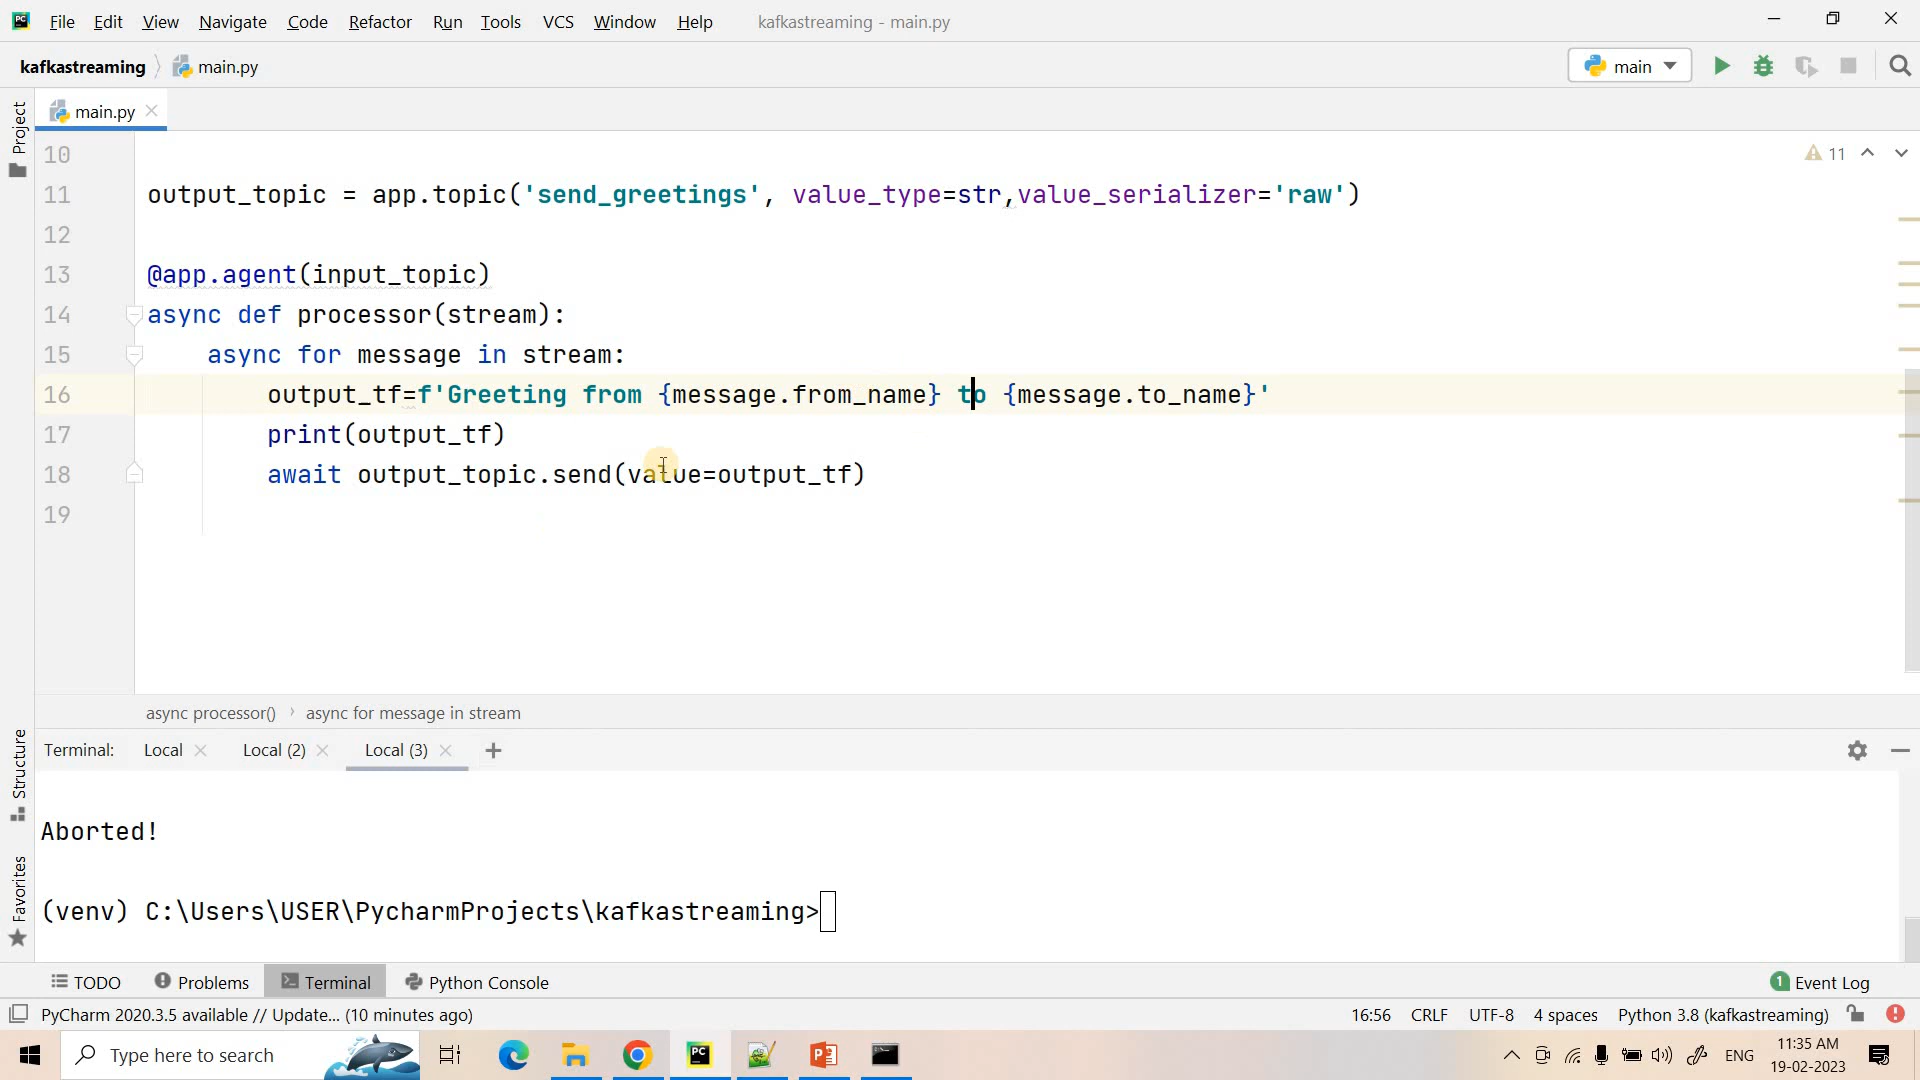 File Edit View Navigate Code Refactor Run Tools VCS Window Help kafkastreaming - main.py
kafkastreaming main.py main
Project
main.py
10
11 output_topic = app.topic('send_greetings', value_type=str,value_serializer='raw')
12
13 @app.agent(input_topic)
14 async def processor(stream):
15 async for message in stream:
16 output_tf=f'Greeting from {message.from_name} to {message.to_name}'
17 print(output_tf)
18 await output_topic.send(value=output_tf)
19
11
async processor() › async for message in stream
Structure
Favorites
Terminal: Local Local (2) Local (3)
Aborted!
(venv) C:\Users\USER\PycharmProjects\kafkastreaming>
TODO Problems Terminal Python Console 1 Event Log
PyCharm 2020.3.5 available // Update... (10 minutes ago) 16:56 CRLF UTF-8 4 spaces Python 3.8 (kafkastreaming)
Type here to search ENG 11:35 AM
19-02-2023